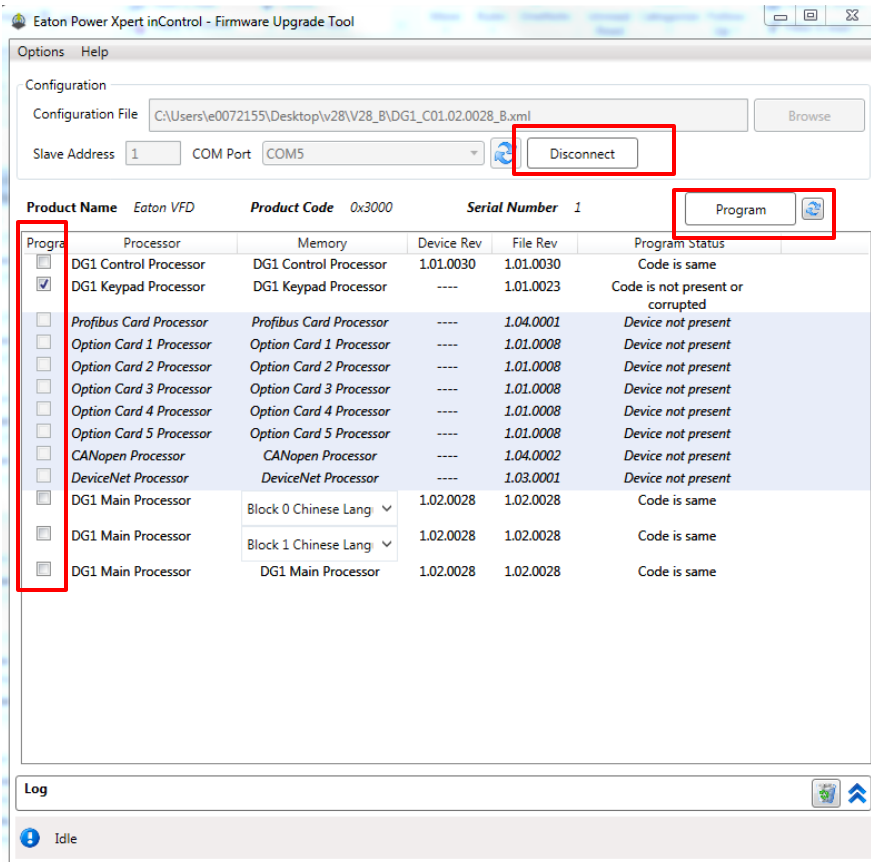 Eaton Power Xpert inControl - Firmware Upgrade Tool
Options Help
Configuration
Configuration File C:\Users\e0072155\Desktop\v28\V28_B\DG1_C01.02.0028_B.xml Browse
Slave Address 1 COM Port COM5 Disconnect
Product Name Eaton VFD Product Code 0x3000 Serial Number 1 Program
Progra Processor Memory Device Rev File Rev Program Status
DG1 Control Processor DG1 Control Processor 1.01.0030 1.01.0030 Code is same
DG1 Keypad Processor DG1 Keypad Processor ---- 1.01.0023 Code is not present or
corrupted
Profibus Card Processor Profibus Card Processor ---- 1.04.0001 Device not present
Option Card 1 Processor Option Card 1 Processor ---- 1.01.0008 Device not present
Option Card 2 Processor Option Card 2 Processor ---- 1.01.0008 Device not present
Option Card 3 Processor Option Card 3 Processor ---- 1.01.0008 Device not present
Option Card 4 Processor Option Card 4 Processor ---- 1.01.0008 Device not present
Option Card 5 Processor Option Card 5 Processor ---- 1.01.0008 Device not present
CANopen Processor CANopen Processor ---- 1.04.0002 Device not present
DeviceNet Processor DeviceNet Processor ---- 1.03.0001 Device not present
DG1 Main Processor Block 0 Chinese Lang 1.02.0028 1.02.0028 Code is same
DG1 Main Processor Block 1 Chinese Lang 1.02.0028 1.02.0028 Code is same
DG1 Main Processor DG1 Main Processor 1.02.0028 1.02.0028 Code is same
Log
Idle